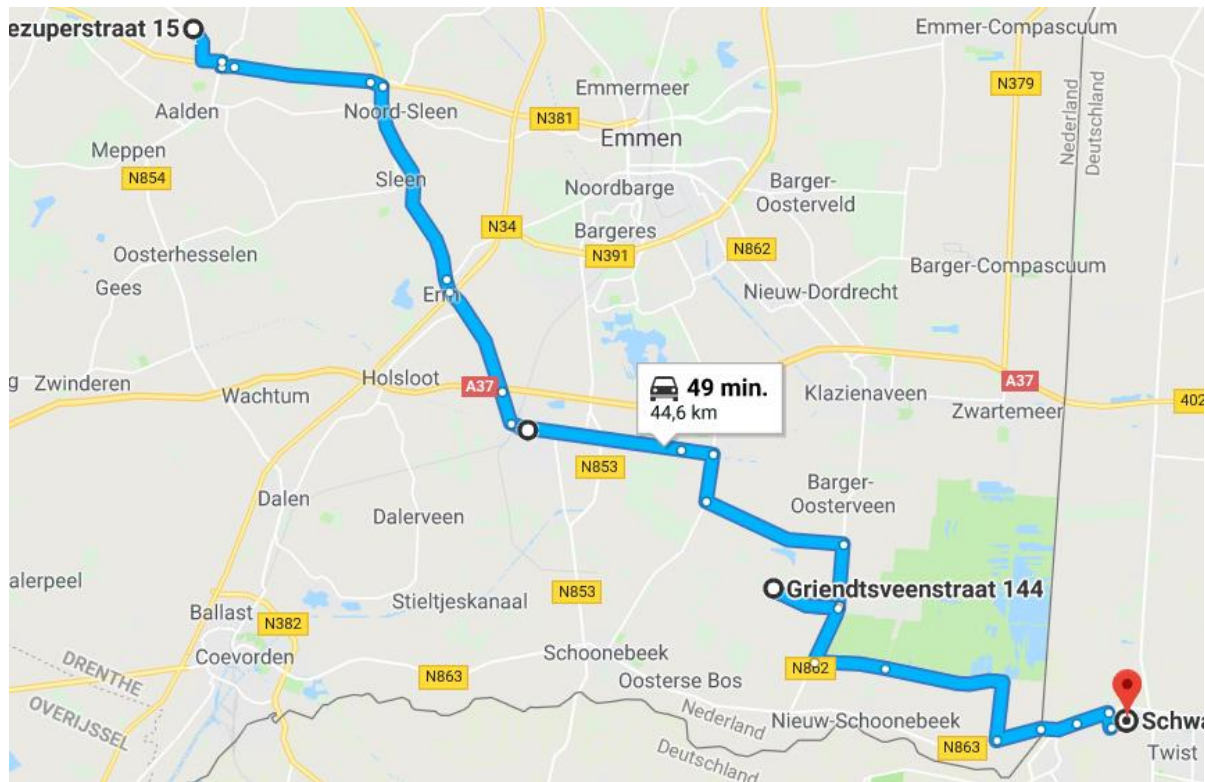 ezuperstraat 15
Emmer-Compascuum
Emmermeer
N379
Aalden
Noord-Sleen
N381
Emmen
Nederland
Deutschland
Meppen
N854
Sleen
Noordbarge
Barger-
Oosterveld
N34
Bargeres
N391
N862
Oosterhesselen
Barger-Compascuum
Gees
Erm
Nieuw-Dordrecht
g
Zwinderen
Holsloot
A37
49 min.
44,6 km
A37
Wachtum
Klazienaveen
Zwartemeer
402
N853
Dalen
Barger-
Oosterveen
Dalerveen
alerpeel
Griendtsveenstraat 144
Stieltjeskanaal
N853
Ballast
N382
Coevorden
Schoonebeek
DRENTHE
N863
Oosterse Bos
N862
OVERIJSSEL
Nederland
Nieuw-Schoonebeek
Schwa
N863
Deutschland
Twist